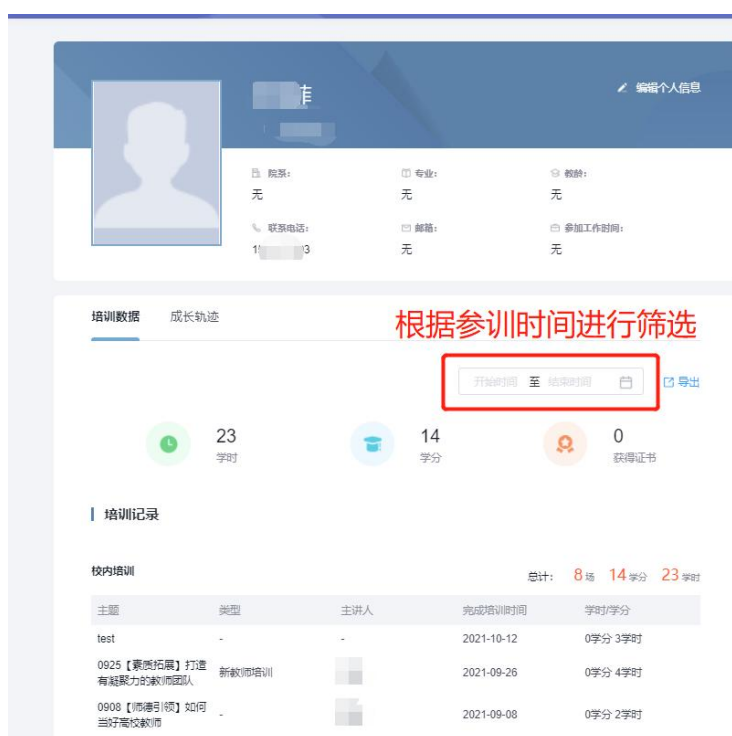 编辑个人信息
院系: 专业: 教龄:
无 无 无
联系电话: 邮箱: 参加工作时间:
无 无
培训数据 成长轨迹
根据参训时间进行筛选
开始时间 至 结束时间 导出
23 14 0
学时 学分 获得证书
培训记录
校内培训 总计: 8 场 14 学分 23 学时
主题 类型 主讲人 完成培训时间 学时/学分
test - - 2021-10-12 0学分 3学时
0925【素质拓展】打造
有凝聚力的教师团队 新教师培训 2021-09-26 0学分 4学时
0908【师德引领】如何
当好高校教师 - 2021-09-08 0学分 2学时